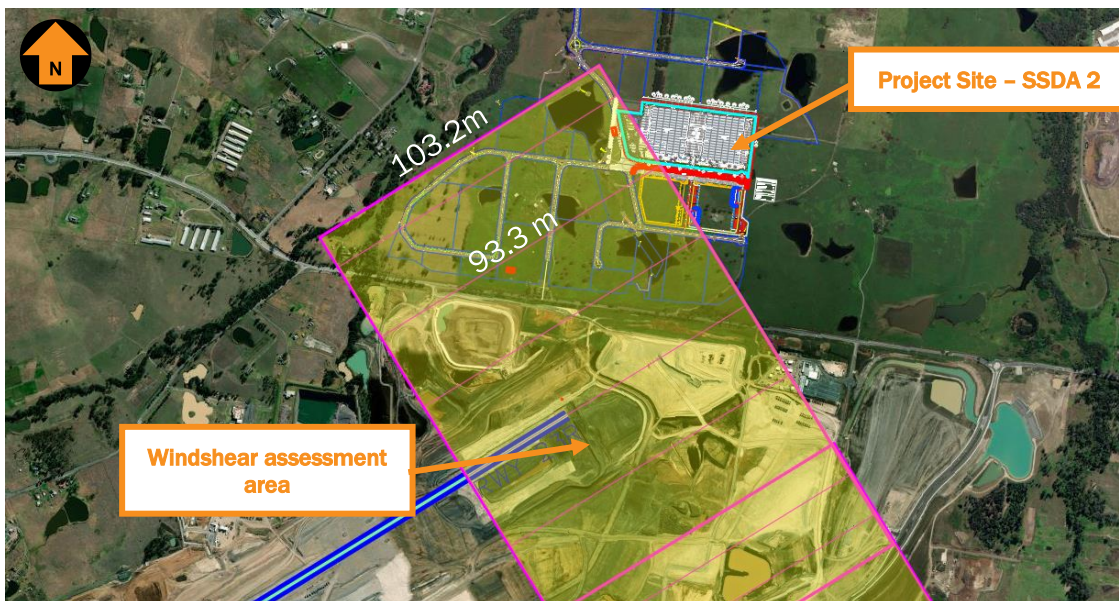 N
Project Site – SSDA 2
103.2m
93.3 m
Windshear assessment
area